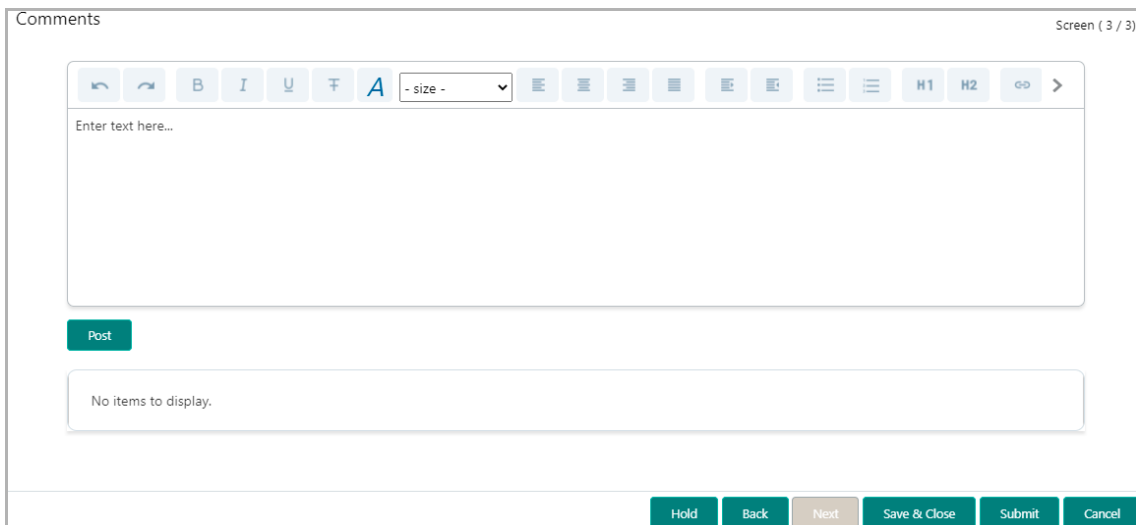 Comments
Screen ( 3 / 3)
B I U T A - size - H1 H2
Enter text here...
Post
No items to display.
Hold Back Next Save & Close Submit Cancel